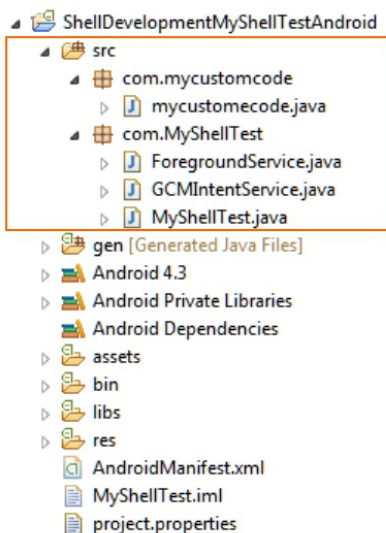 ShellDevelopmentMyShellTestAndroid
src
com.mycustomcode
mycustomecode.java
com.MyShellTest
ForegroundService.java
GCMIntentService.java
MyShellTest.java
gen [Generated Java Files]
Android 4.3
Android Private Libraries
Android Dependencies
assets
bin
libs
res
AndroidManifest.xml
MyShellTest.iml
project.properties